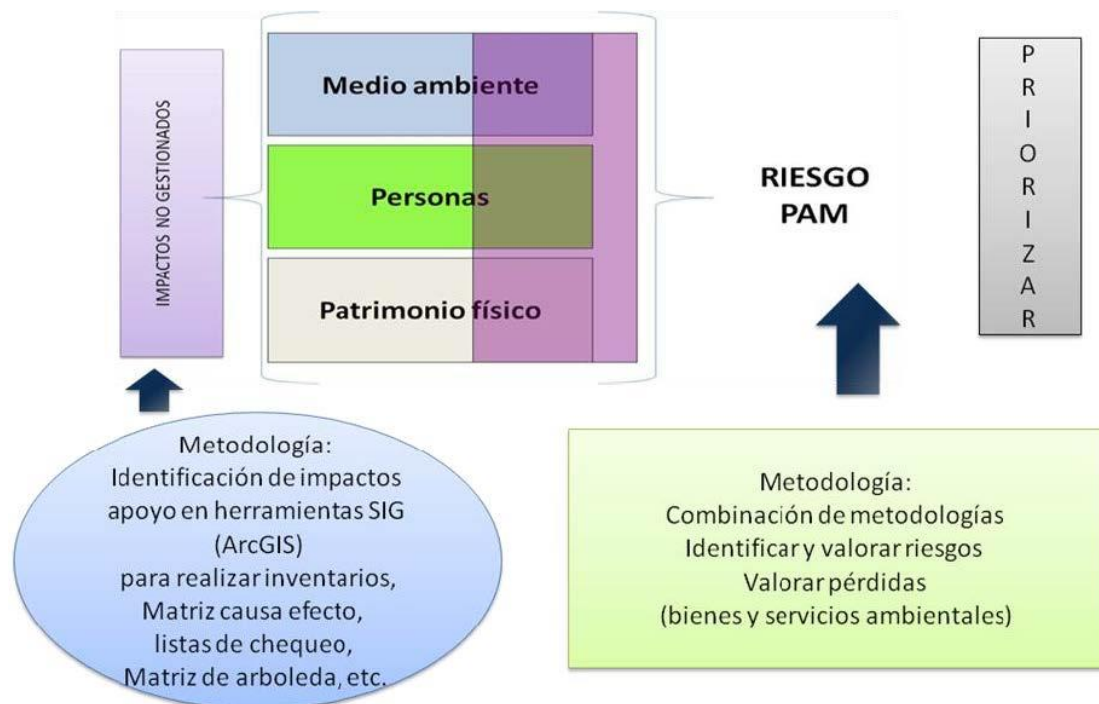 IMPACTOS NO GESTIONADOS
Medio ambiente
Personas
Patrimonio físico
RIESGO
PAM
PRIORIZAR
Metodología:
Identificación de impactos
apoyo en herramientas SIG
(ArcGIS)
para realizar inventarios,
Matriz causa efecto,
listas de chequeo,
Matriz de arboleda, etc.
Metodología:
Combinación de metodologías
Identificar y valorar riesgos
Valorar pérdidas
(bienes y servicios ambientales)